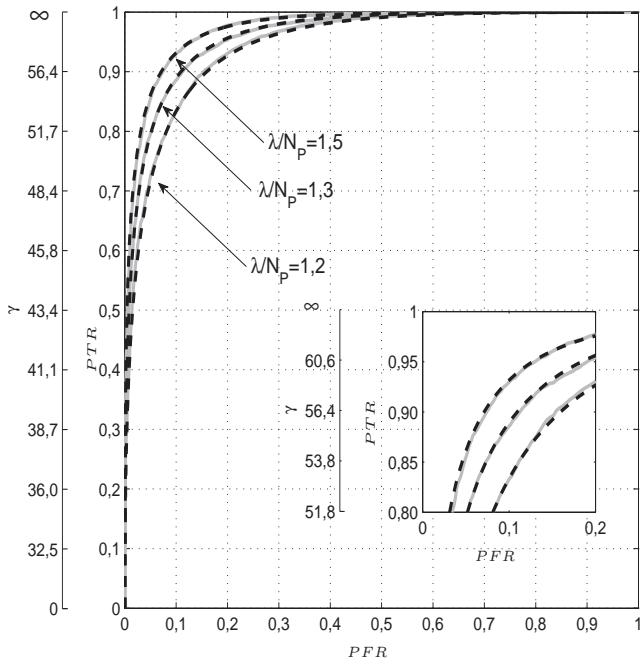 ∞ 1
56,4 0,9
51,7 0,8
48,4 0,7
45,8 0,6
43,4 0,5
41,1 0,4
38,7 0,3
36,0 0,2
32,5 0,1
0 0
γ
PTR
λ/N_P=1,5
λ/N_P=1,3
λ/N_P=1,2
∞ 1
60,6 0,95
56,4 0,90
53,8 0,85
51,8 0,80
γ
PTR
0 0,1 0,2
PFR
0 0,1 0,2 0,3 0,4 0,5 0,6 0,7 0,8 0,9 1
PFR